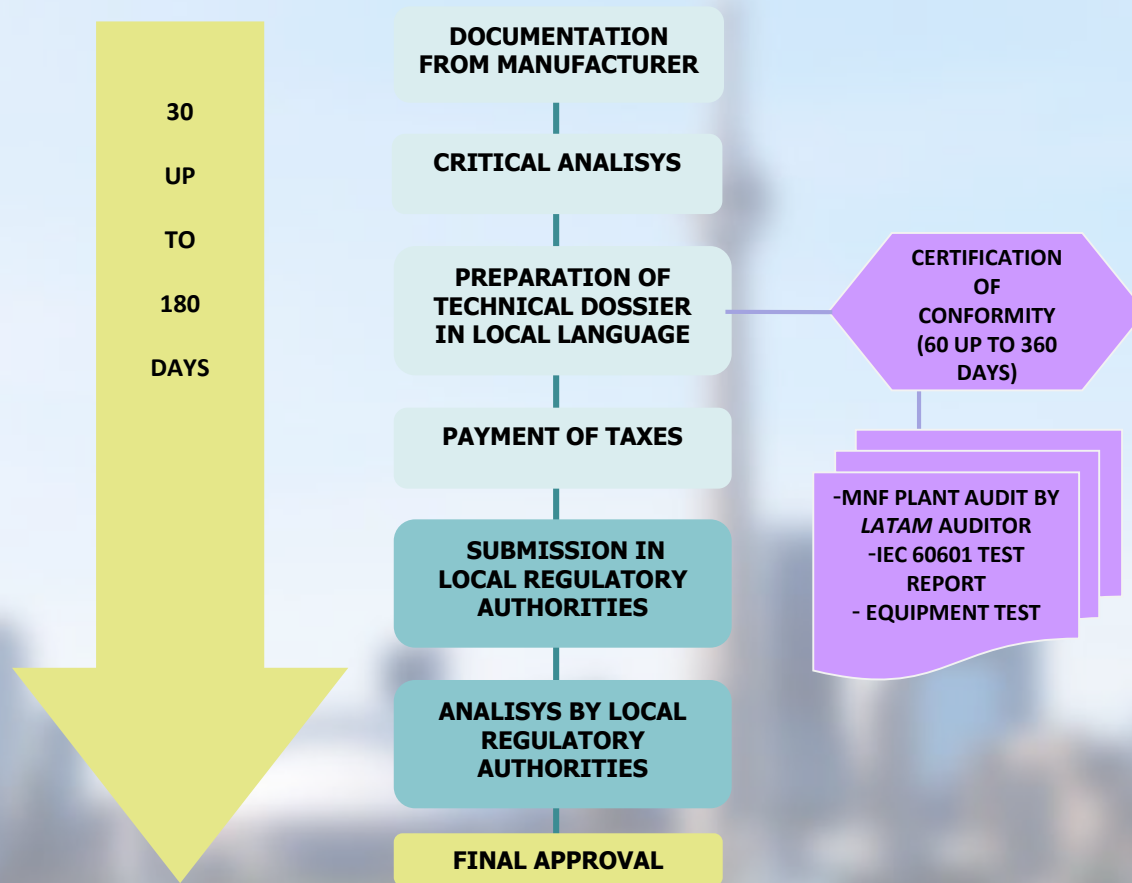 30
UP
TO
180
DAYS
DOCUMENTATION
FROM MANUFACTURER
CRITICAL ANALISYS
PREPARATION OF
TECHNICAL DOSSIER
IN LOCAL LANGUAGE
CERTIFICATION
OF
CONFORMITY
(60 UP TO 360
DAYS)
-MNF PLANT AUDIT BY
LATAM AUDITOR
-IEC 60601 TEST
REPORT
- EQUIPMENT TEST
PAYMENT OF TAXES
SUBMISSION IN
LOCAL REGULATORY
AUTHORITIES
ANALISYS BY LOCAL
REGULATORY
AUTHORITIES
FINAL APPROVAL